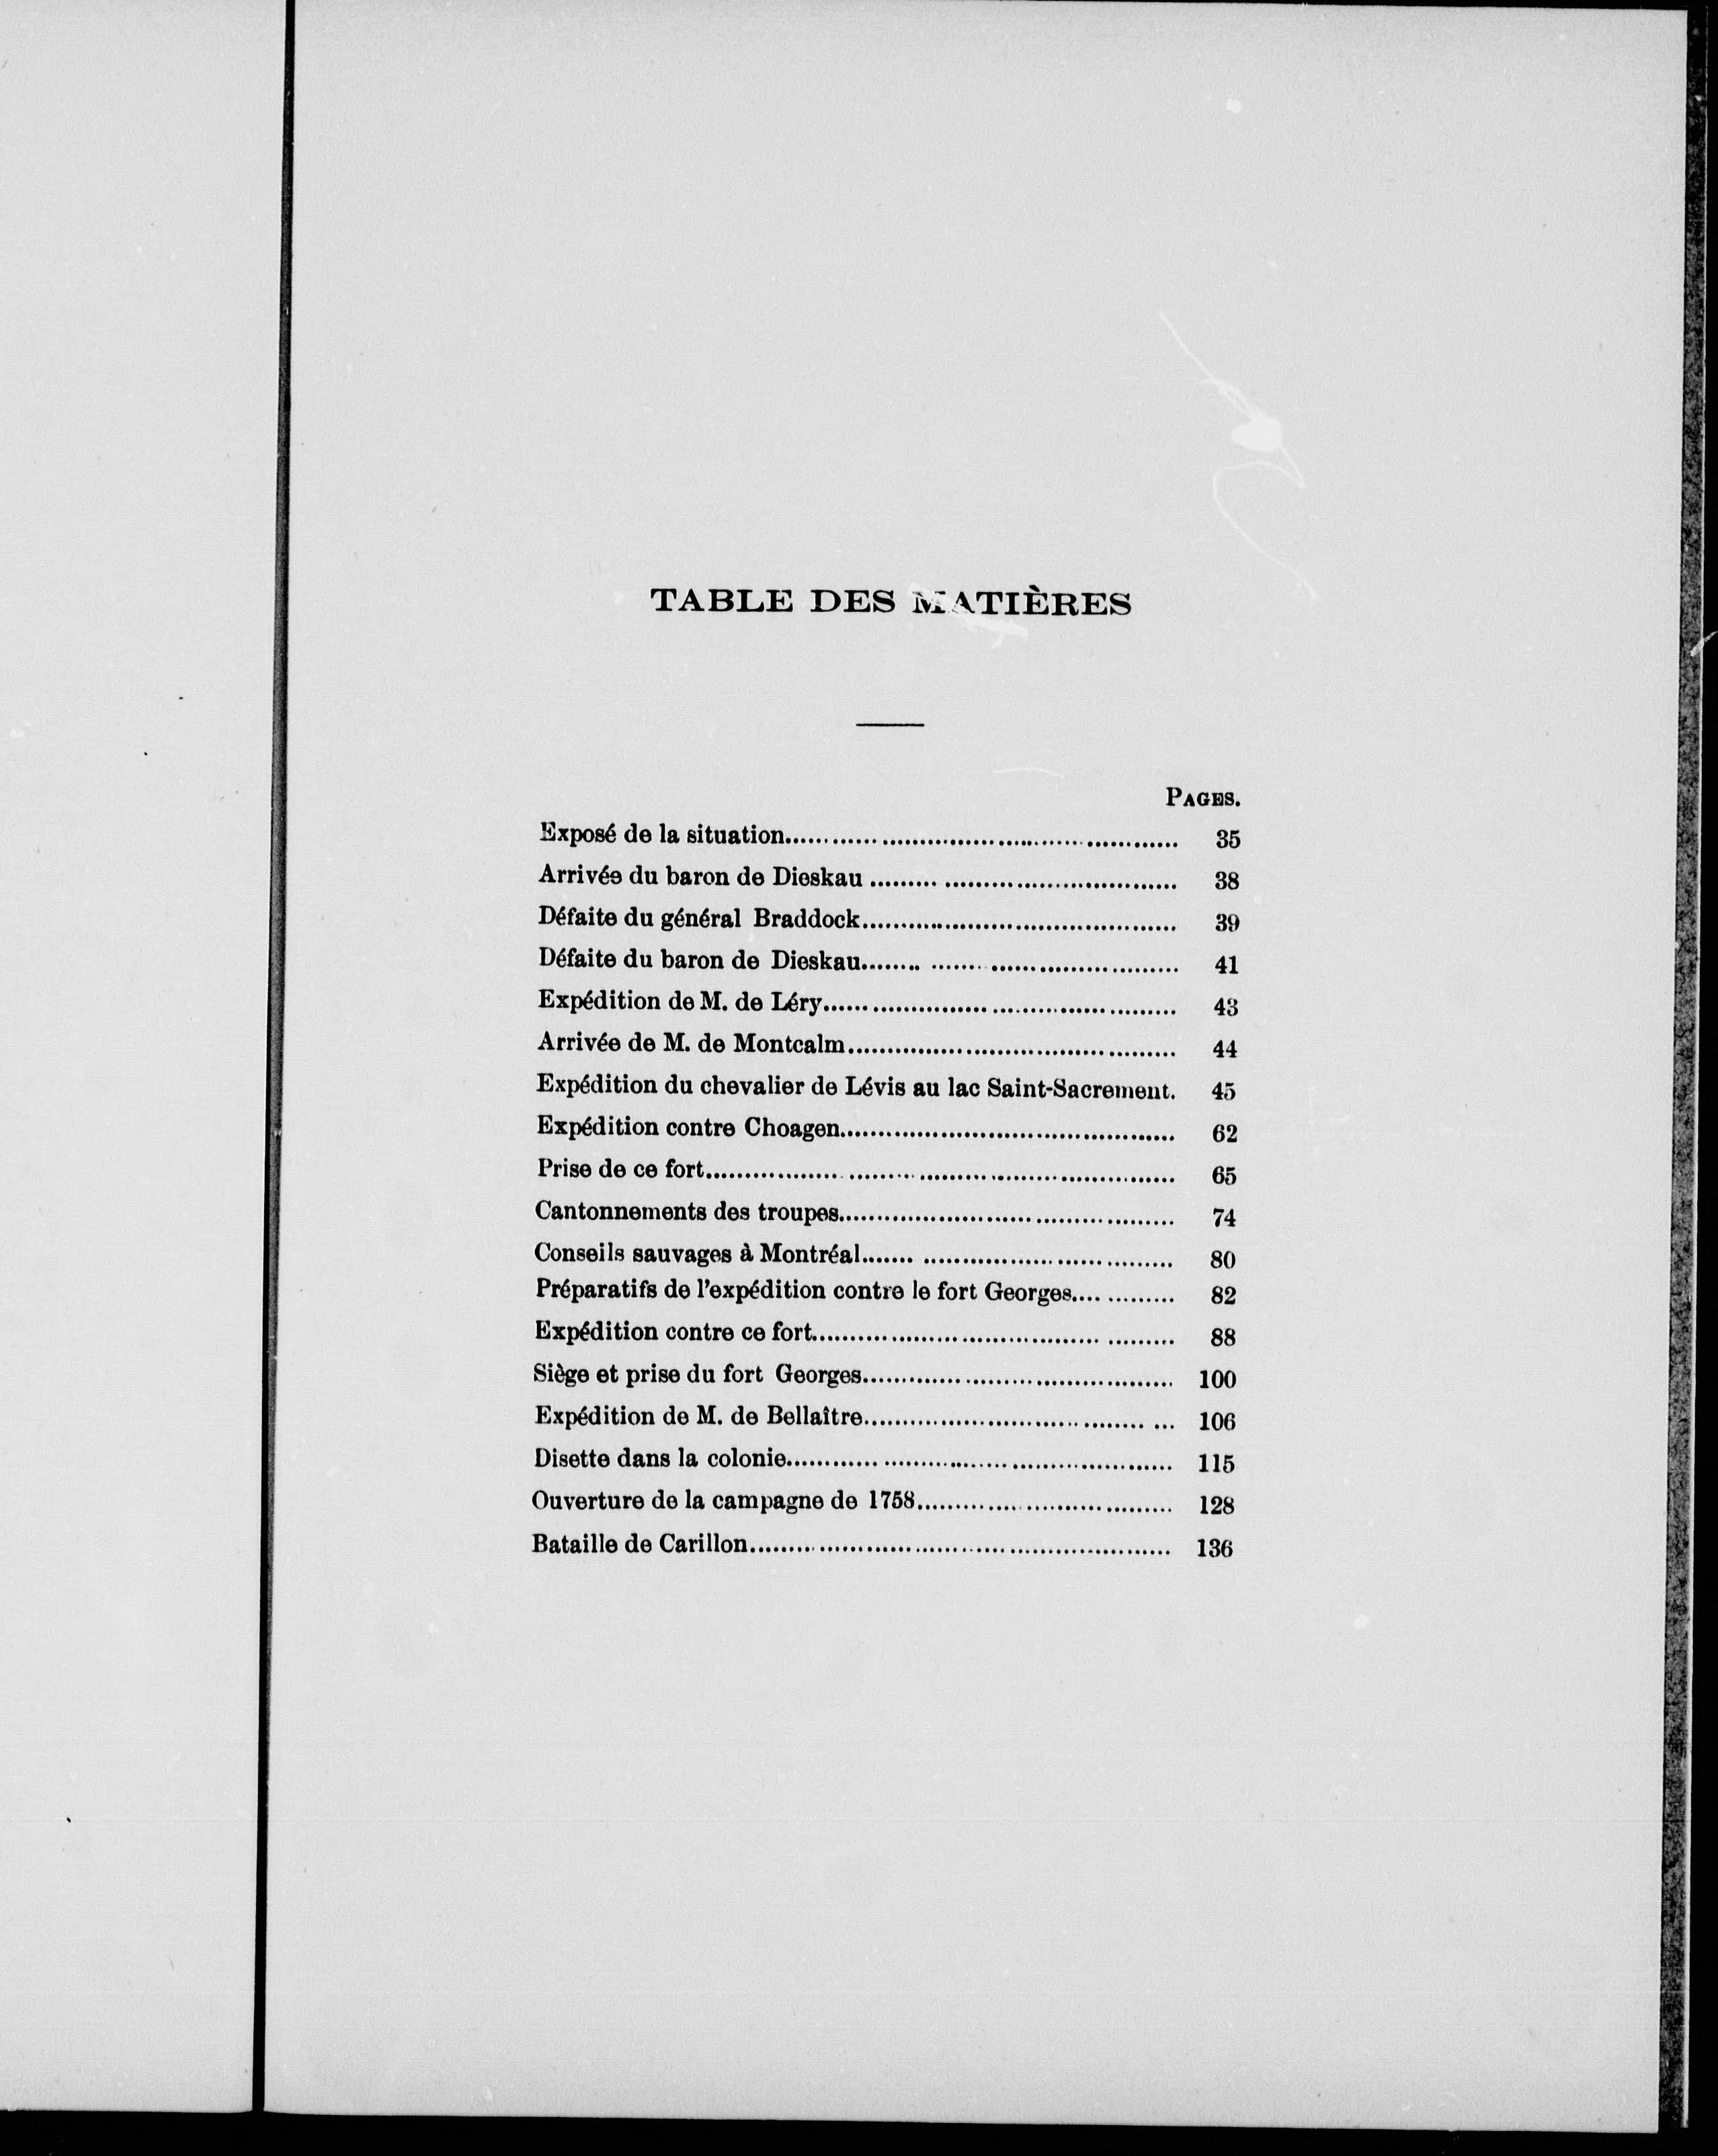 TABLE DES MATIÈRES
PAGES.
Exposé de la situation.................................................... 35
Arrivée du baron de Dieskau ......................................... 38
Défaite du général Braddock......................................... 39
Défaite du baron de Dieskau......................................... 41
Expédition de M. de Léry.............................................. 43
Arrivée de M. de Montcalm........................................... 44
Expédition du chevalier de Lévis au lac Saint-Sacrement. 45
Expédition contre Choagen............................................ 62
Prise de ce fort.............................................................. 65
Cantonnements des troupes............................................ 74
Conseils sauvages à Montréal......................................... 80
Préparatifs de l'expédition contre le fort Georges............. 82
Expédition contre ce fort................................................ 88
Siège et prise du fort Georges......................................... 100
Expédition de M. de Bellaître......................................... 106
Disette dans la colonie.................................................... 115
Ouverture de la campagne de 1758.................................. 128
Bataille de Carillon........................................................ 136